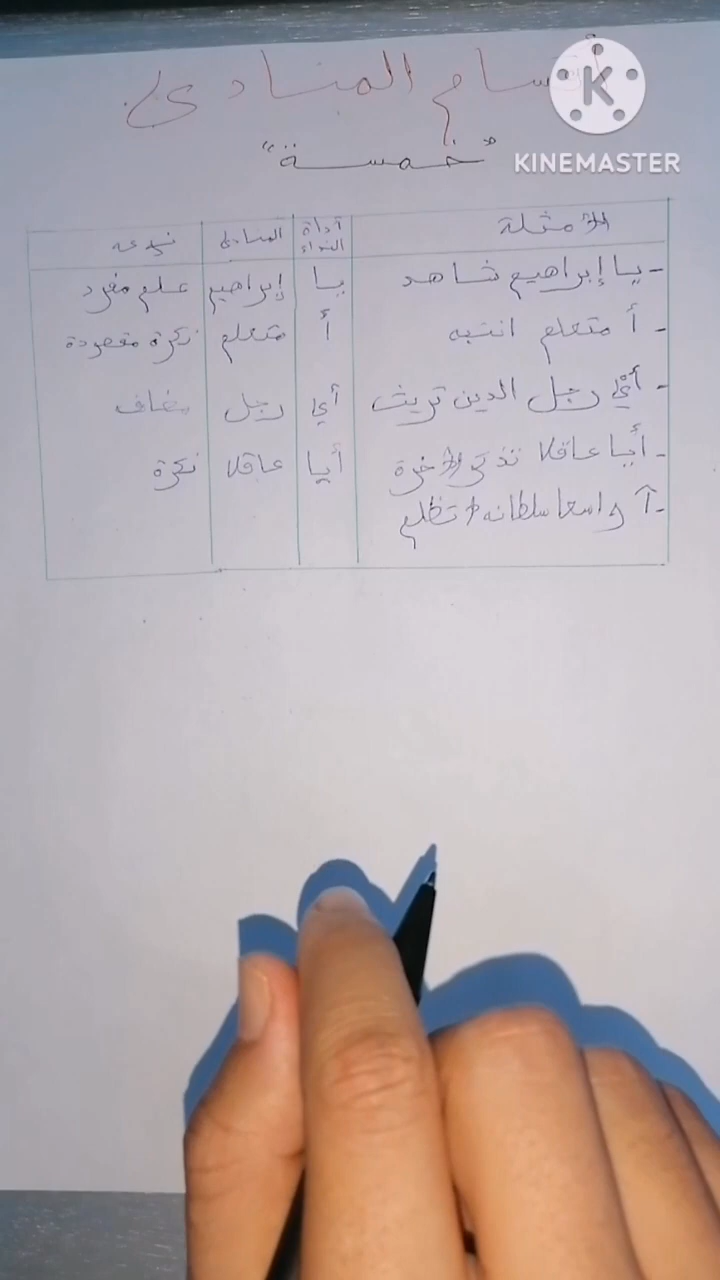 أقسام المنادى
KINEMASTER
"خمسة"
الأمثلة أداة النداء المنادى نوعه
- يا إبراهيم شاهد يا إبراهيم علم مفرد
- أ متعلم انتبه أ متعلم نكرة مقصودة
- أي رجل الدين تريث أي رجل مضاف
- أيا عاقلا تذكر الآخرة أيا عاقلا نكرة
- آ واسعا سلطانه لا تظلم